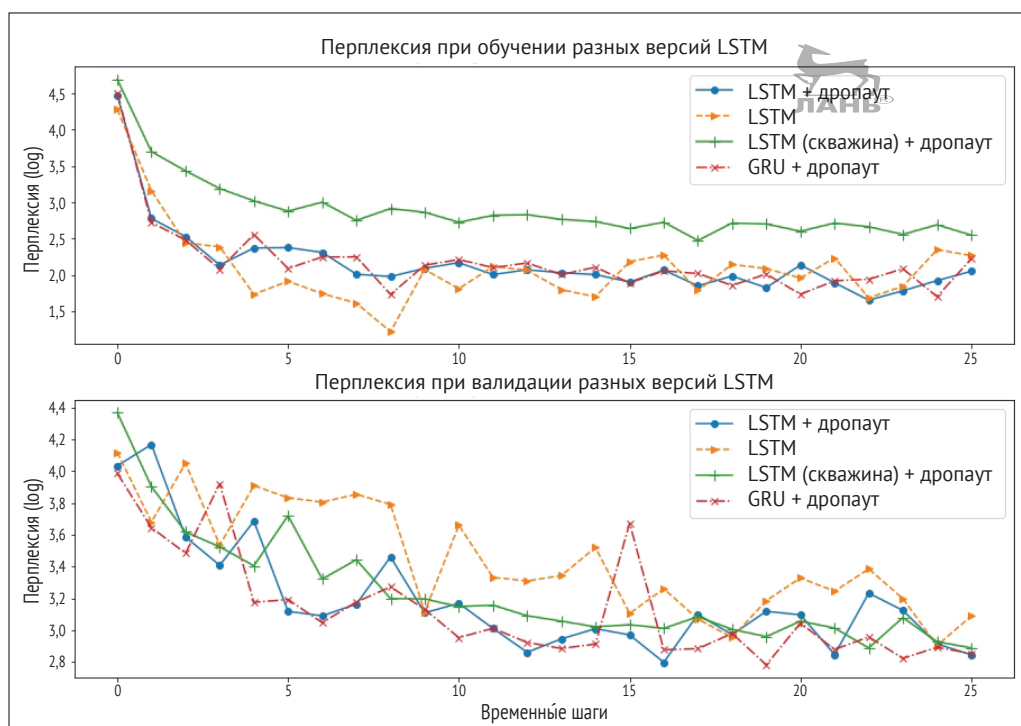 Перплексия при обучении разных версий LSTM
Перплексия (log)
4,5
4,0
3,5
3,0
2,5
2,0
1,5
0
5
10
15
20
25
LSTM + дропаут
LSTM
LSTM (скважина) + дропаут
GRU + дропаут
ЛАНЬ®
Перплексия при валидации разных версий LSTM
Перплексия (log)
4,4
4,2
4,0
3,8
3,6
3,4
3,2
3,0
2,8
0
5
10
15
20
25
LSTM + дропаут
LSTM
LSTM (скважина) + дропаут
GRU + дропаут
Временны́е шаги